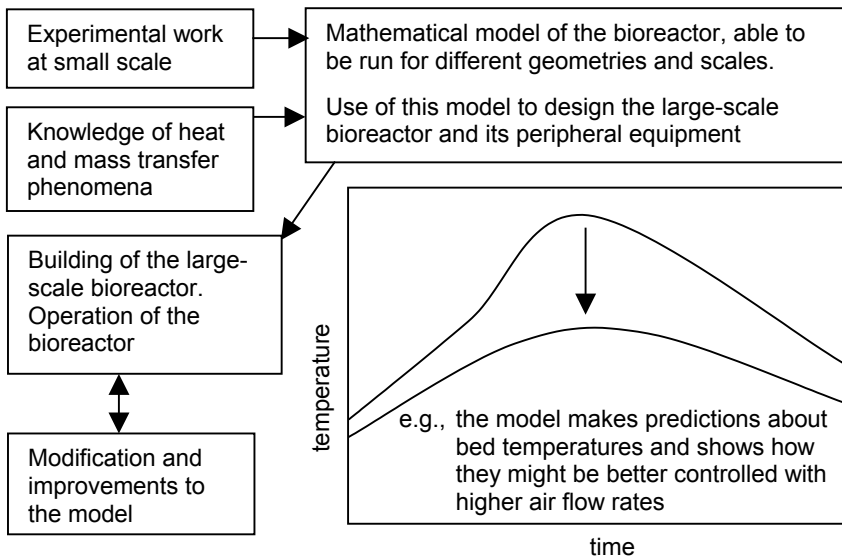 Experimental work
at small scale
Knowledge of heat
and mass transfer
phenomena
Mathematical model of the bioreactor, able to
be run for different geometries and scales.
Use of this model to design the large-scale
bioreactor and its peripheral equipment
Building of the large-
scale bioreactor.
Operation of the
bioreactor
Modification and
improvements to
the model
temperature
e.g., the model makes predictions about
bed temperatures and shows how
they might be better controlled with
higher air flow rates
time